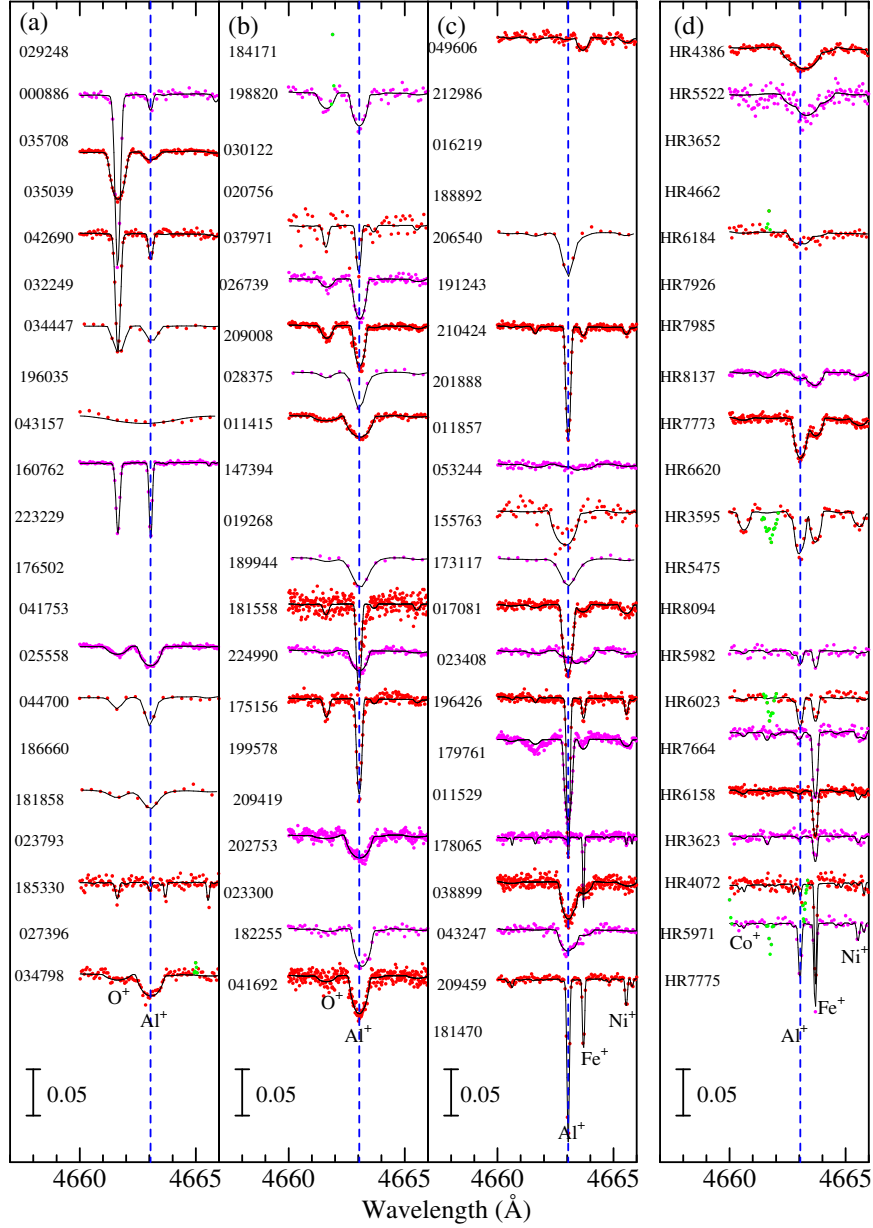 (a)
029248
000886
035708
030122
035039
020756
042690
032249
034447
196035
043157
160762
223229
176502
041753
025558
044700
186660
181858
023793
185330
027396
034798
O+
Al+
0.05
4660
4665
(b)
184171
198820
037971
026739
209008
028375
011415
147394
019268
189944
181558
224990
175156
199578
209419
202753
023300
182255
041692
O+
Al+
0.05
4660
4665
(c)
049606
212986
016219
188892
206540
191243
210424
201888
011857
053244
155763
173117
017081
023408
196426
179761
011529
178065
038899
043247
209459
181470
Ni+
Fe+
Al+
0.05
4660
4665
(d)
HR4386
HR5522
HR3652
HR4662
HR6184
HR7926
HR7985
HR8137
HR7773
HR6620
HR3595
HR5475
HR8094
HR5982
HR6023
HR7664
HR6158
HR3623
HR4072
HR5971
Co+
Ni+
HR7775
Al+
Fe+
0.05
4660
4665
Wavelength (Å)